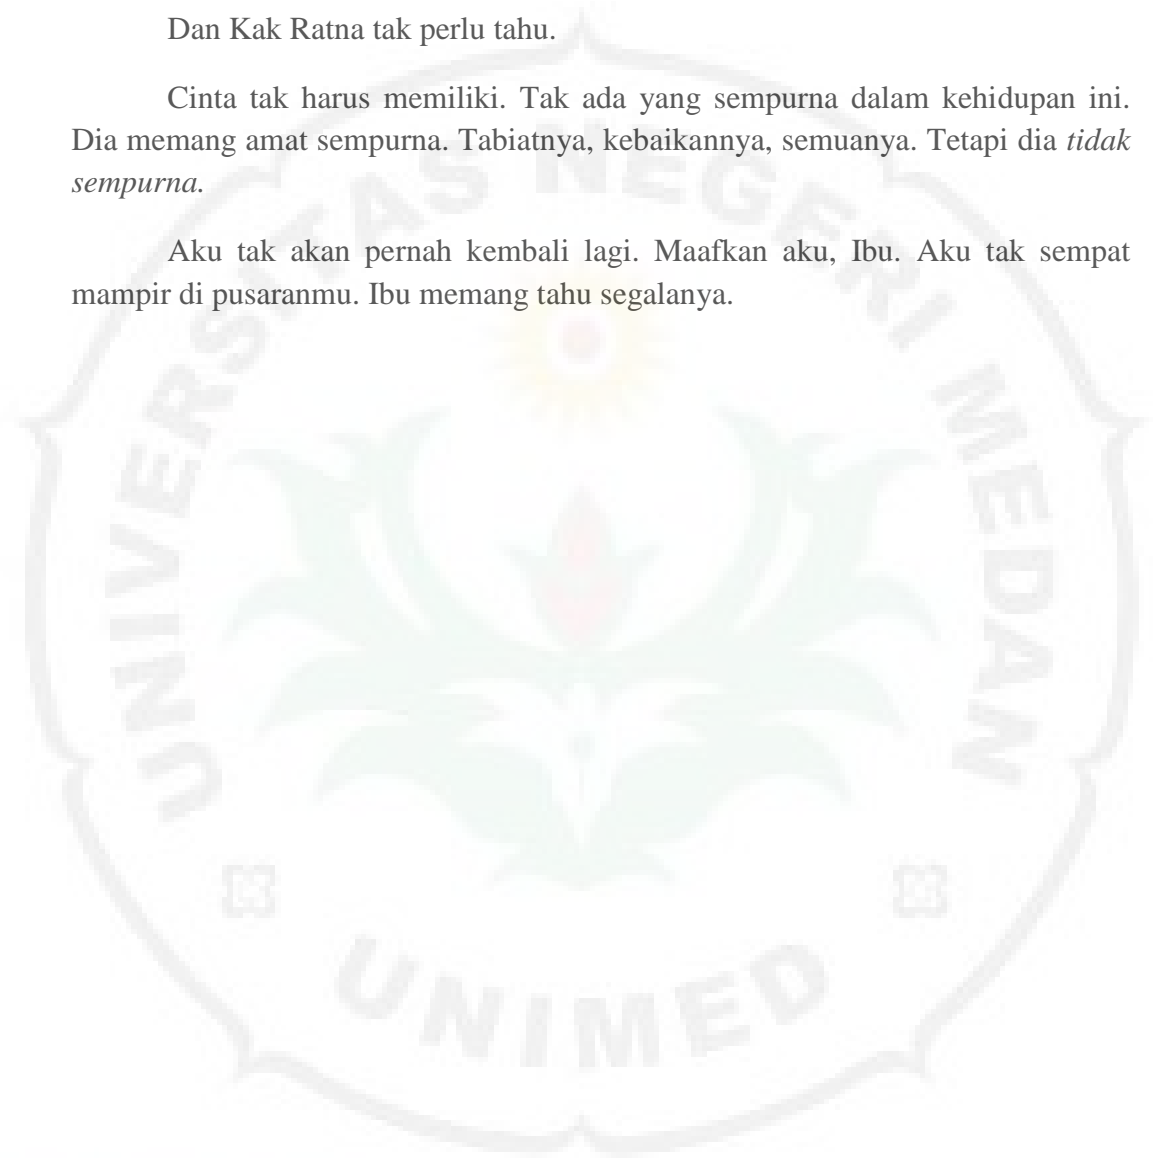 Dan Kak Ratna tak perlu tahu.
Cinta tak harus memiliki. Tak ada yang sempurna dalam kehidupan ini.
Dia memang amat sempurna. Tabiatnya, kebaikannya, semuanya. Tetapi dia tidak
sempurna.
Aku tak akan pernah kembali lagi. Maafkan aku, Ibu. Aku tak sempat
mampir di pusaranmu. Ibu memang tahu segalanya.
UNIVERSITAS NEGERI MEDAN
UNIMED